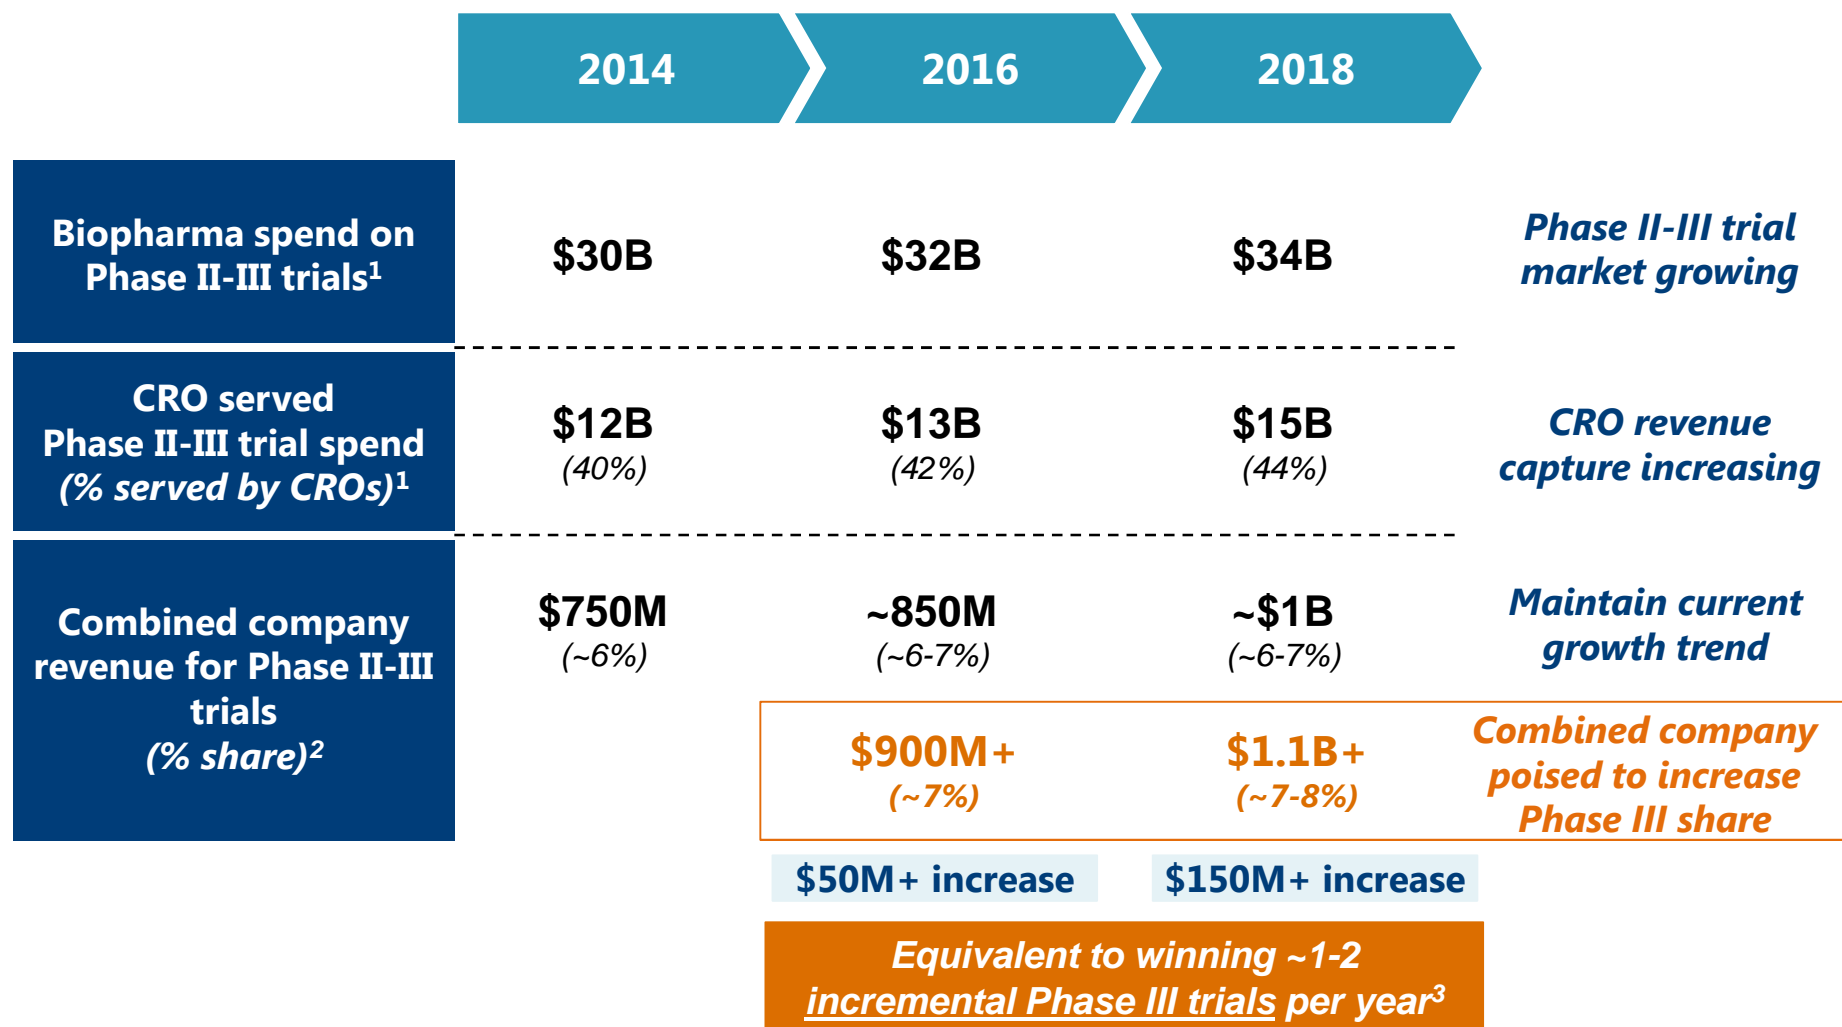 2014 2016 2018
Biopharma spend on
Phase II-III trials¹
$30B $32B $34B
Phase II-III trial
market growing
CRO served
Phase II-III trial spend
(% served by CROs)¹
$12B $13B $15B
(40%) (42%) (44%)
CRO revenue
capture increasing
Combined company
revenue for Phase II-III
trials
(% share)²
$750M ~850M ~$1B
(~6%) (~6-7%) (~6-7%)
Maintain current
growth trend
$900M+ $1.1B+
(~7%) (~7-8%)
Combined company
poised to increase
Phase III share
$50M+ increase $150M+ increase
Equivalent to winning ~1-2
incremental Phase III trials per year³